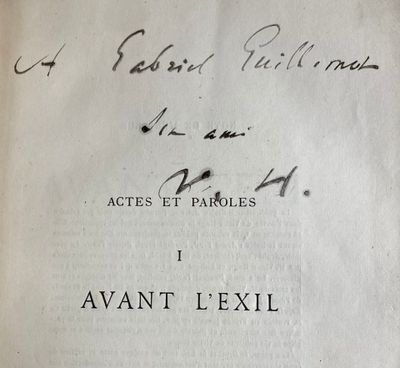 A Gabriel Guillemot
Son ami
V. H.
ACTES ET PAROLES
I
AVANT L'EXIL